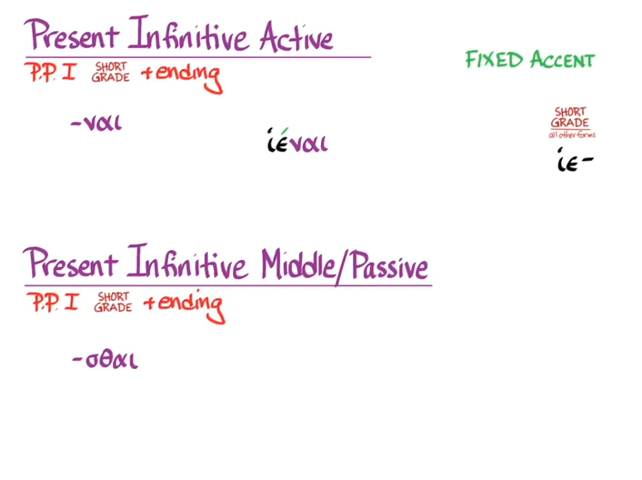 Present Infinitive Active
FIXED ACCENT
P.P. I SHORT GRADE + ending
-ναι
ἱέναι
SHORT
GRADE
all other forms
ἱε-
Present Infinitive Middle/Passive
P.P. I SHORT GRADE + ending
-σθαι